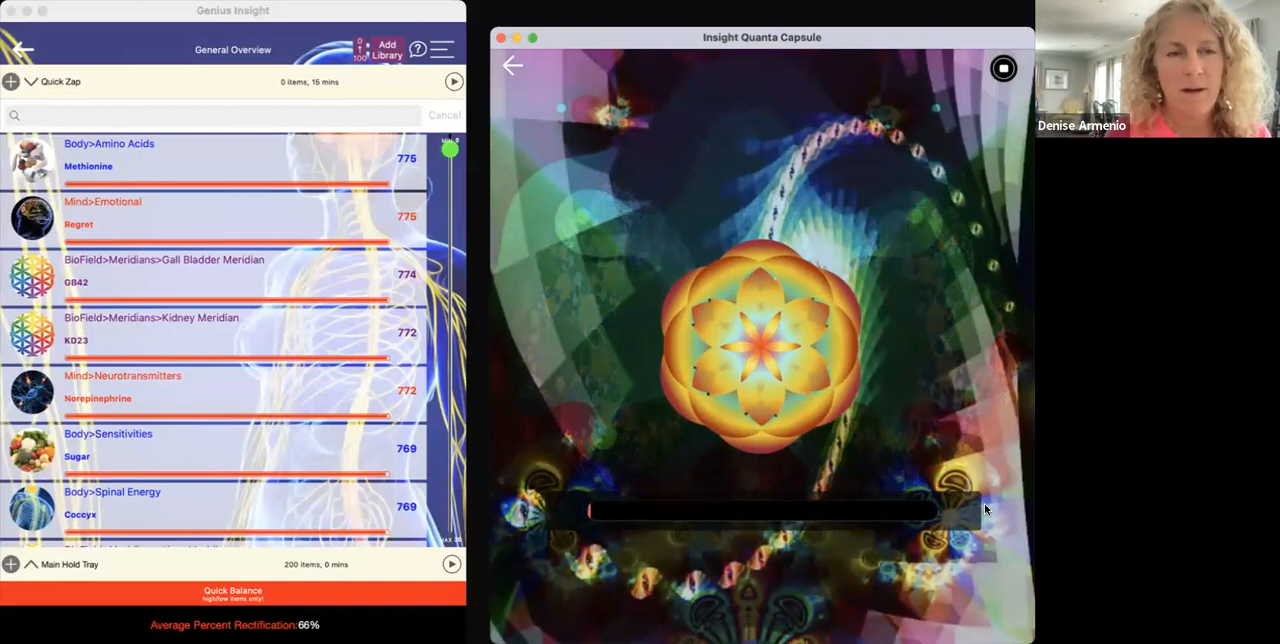 Genius Insight
General Overview
0
100
Add
Library
?
Quick Zap
0 items, 15 mins
Cancel
Body>Amino Acids
Methionine
775
Mind>Emotional
Regret
775
BioField>Meridians>Gall Bladder Meridian
GB42
774
BioField>Meridians>Kidney Meridian
KD23
772
Mind>Neurotransmitters
Norepinephrine
772
Body>Sensitivities
Sugar
769
Body>Spinal Energy
Coccyx
769
Main Hold Tray
200 items, 0 mins
Quick Balance
high/low items only!
Average Percent Rectification:66%
Insight Quanta Capsule
Denise Armenio